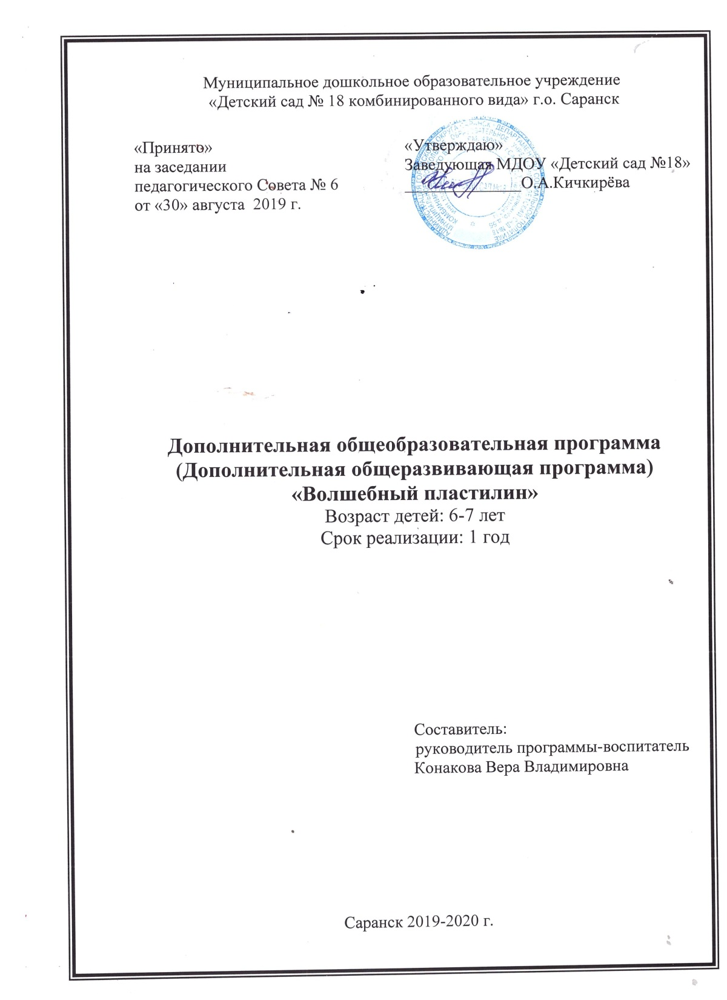 Муниципальное дошкольное образовательное учреждение
«Детский сад № 18 комбинированного вида» г.о. Саранск
«Принято»
на заседании
педагогического Совета № 6
от «30» августа 2019 г.
«Утверждаю»
Заведующая МДОУ «Детский сад №18»
О.А.Кичкирёва
Дополнительная общеобразовательная программа
(Дополнительная общеразвивающая программа)
«Волшебный пластилин»
Возраст детей: 6-7 лет
Срок реализации: 1 год
Составитель:
руководитель программы-воспитатель
Конакова Вера Владимировна
Саранск 2019-2020 г.